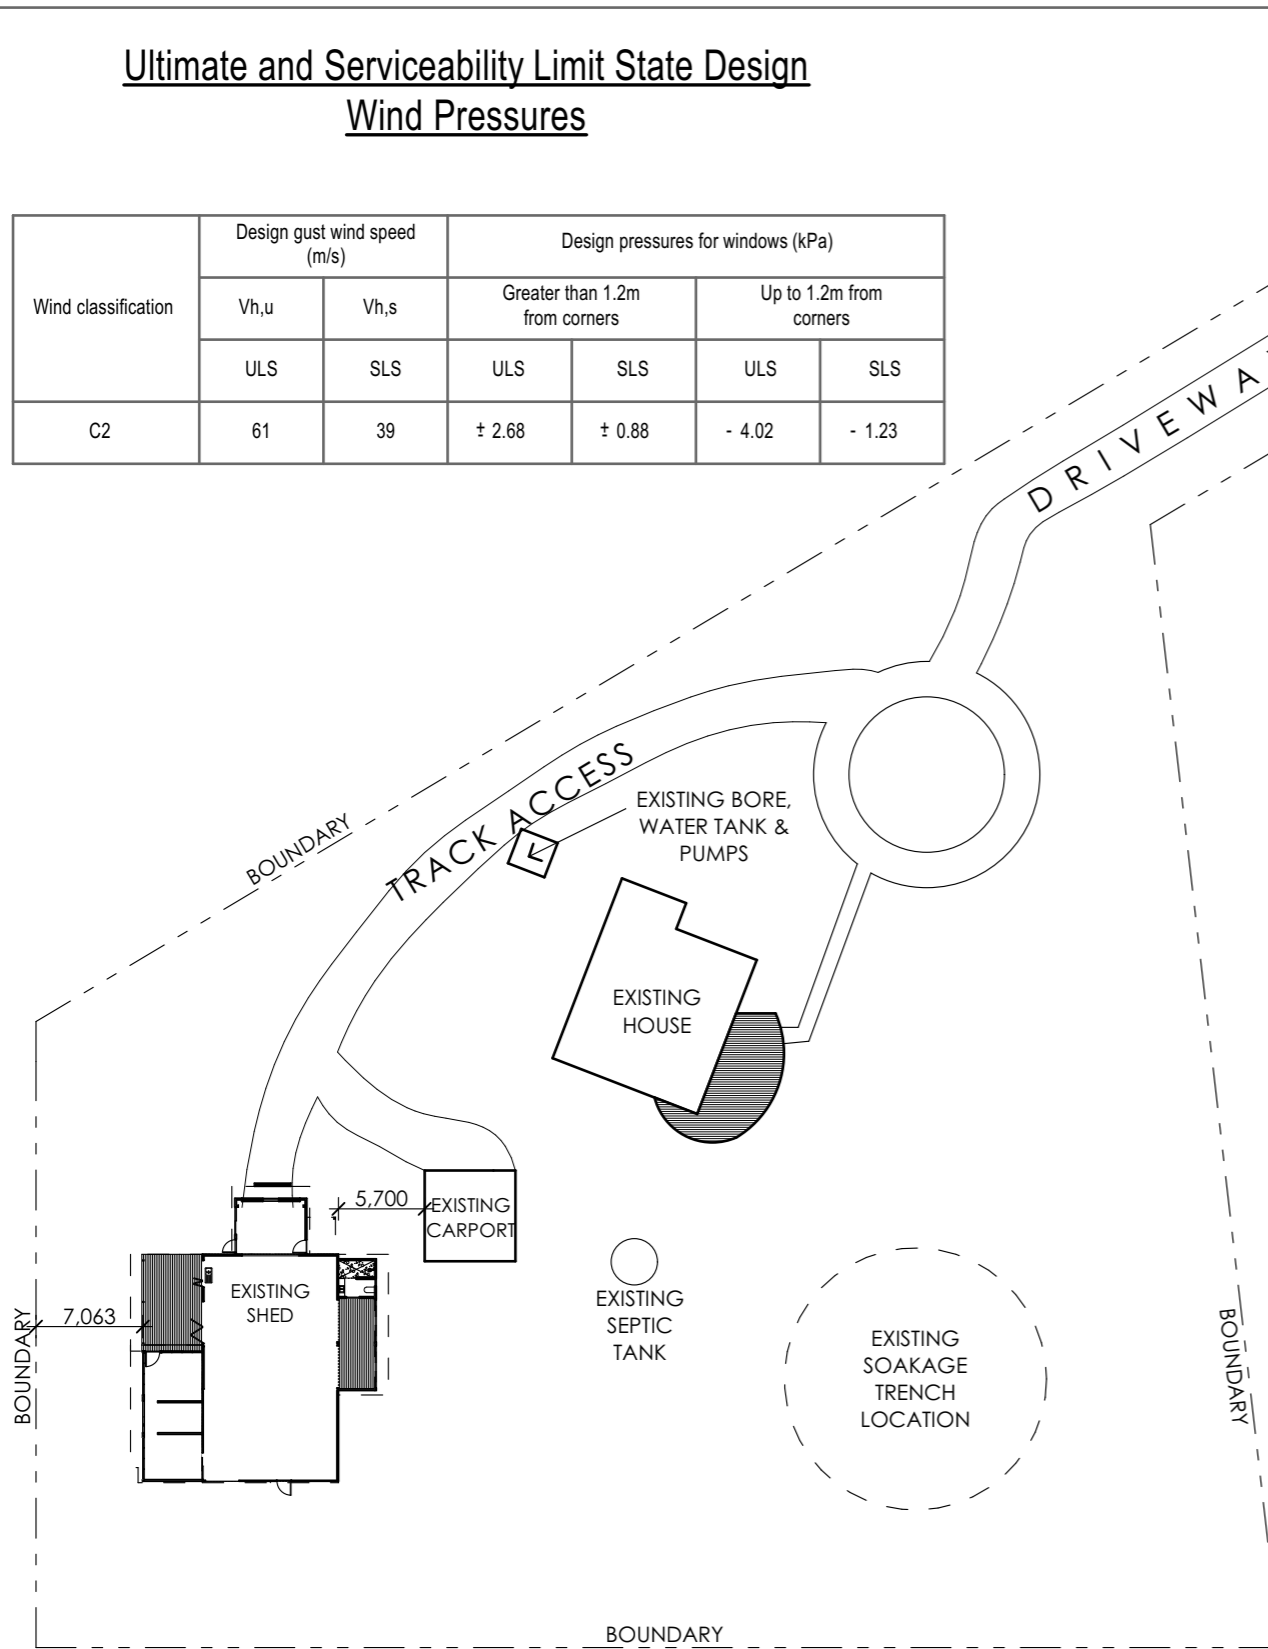 Ultimate and Serviceability Limit State Design
Wind Pressures
Wind classification
Design gust wind speed
(m/s)
Design pressures for windows (kPa)
Vh,u
Vh,s
Greater than 1.2m
from corners
Up to 1.2m from
corners
ULS
SLS
ULS
SLS
ULS
SLS
C2
61
39
± 2.68
± 0.88
- 4.02
- 1.23
DRIVEWA
TRACK ACCESS
BOUNDARY
EXISTING BORE,
WATER TANK &
PUMPS
EXISTING
HOUSE
5,700
EXISTING
CARPORT
EXISTING
SHED
7,063
BOUNDARY
EXISTING
SEPTIC
TANK
EXISTING
SOAKAGE
TRENCH
LOCATION
BOUNDARY
BOUNDARY